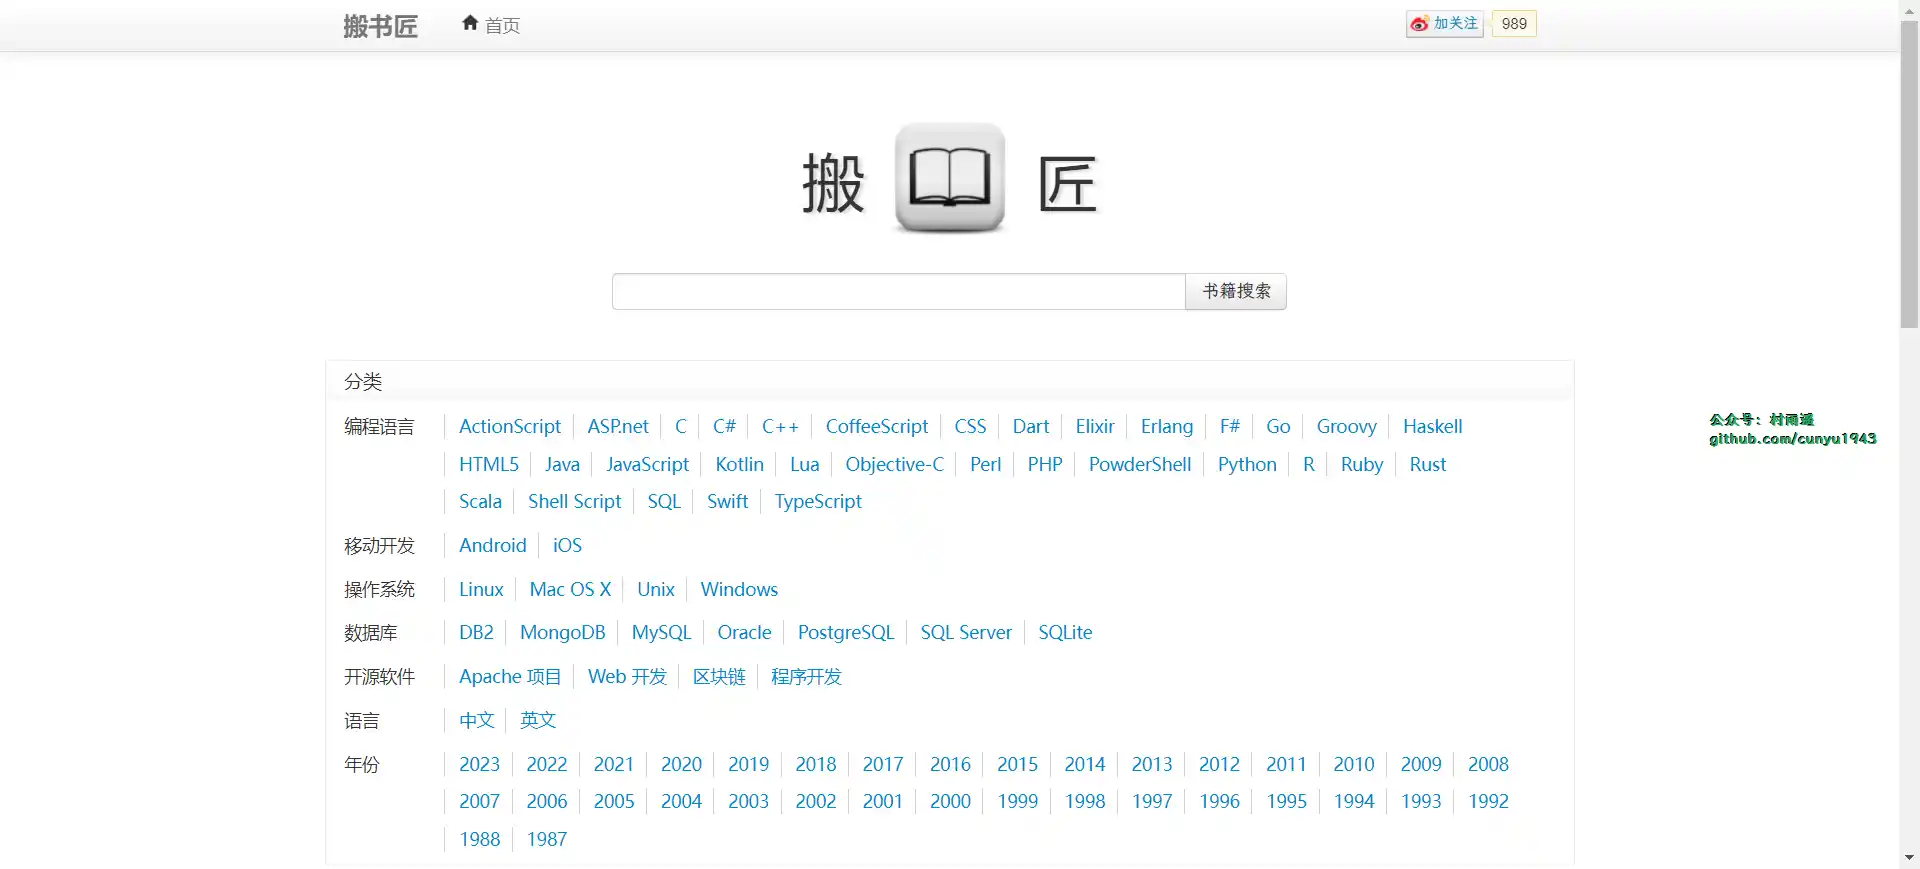 搬书匠 首页 加关注 989
搬 匠
书籍搜索
分类
编程语言 ActionScript ASP.net C C# C++ CoffeeScript CSS Dart Elixir Erlang F# Go Groovy Haskell
HTML5 Java JavaScript Kotlin Lua Objective-C Perl PHP PowderShell Python R Ruby Rust
Scala Shell Script SQL Swift TypeScript
公众号：村雨遥
github.com/cunyu1943
移动开发 Android iOS
操作系统 Linux Mac OS X Unix Windows
数据库 DB2 MongoDB MySQL Oracle PostgreSQL SQL Server SQLite
开源软件 Apache 项目 Web 开发 区块链 程序开发
语言 中文 英文
年份 2023 2022 2021 2020 2019 2018 2017 2016 2015 2014 2013 2012 2011 2010 2009 2008
2007 2006 2005 2004 2003 2002 2001 2000 1999 1998 1997 1996 1995 1994 1993 1992
1988 1987